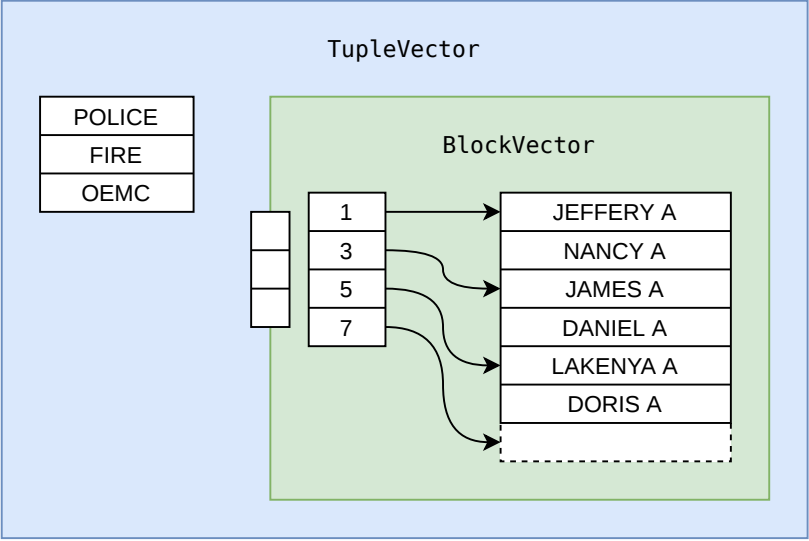 TupleVector
POLICE
FIRE
OEMC
BlockVector
1
3
5
7
JEFFERY A
NANCY A
JAMES A
DANIEL A
LAKENYA A
DORIS A